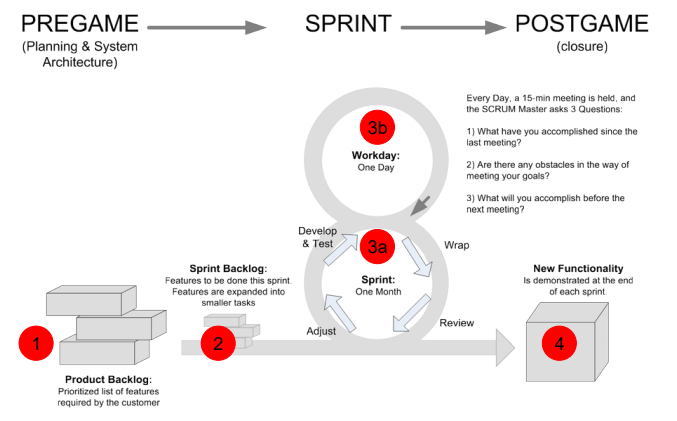 PREGAME
(Planning & System
Architecture)
SPRINT
POSTGAME
(closure)
Every Day, a 15-min meeting is held, and
the SCRUM Master asks 3 Questions:
1) What have you accomplished since the
last meeting?
2) Are there any obstacles in the way of
meeting your goals?
3) What will you accomplish before the
next meeting?
3b
Workday:
One Day
Develop
& Test
3a
Wrap
Sprint:
One Month
Adjust
Review
Sprint Backlog:
Features to be done this sprint.
Features are expanded into
smaller tasks
New Functionality
Is demonstrated at the end
of each sprint
1
2
4
Product Backlog:
Prioritized list of features
required by the customer